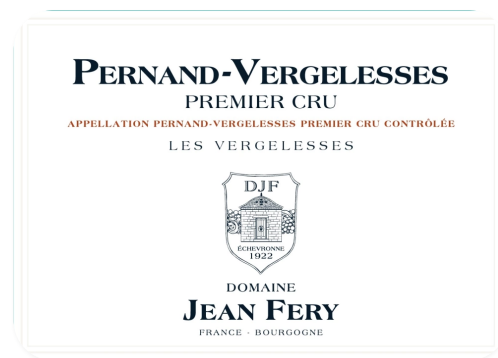 PERNAND-VERGELESSES
PREMIER CRU
APPELLATION PERNAND-VERGELESSES PREMIER CRU CONTRÔLÉE
LES VERGELESSES
DJF
ÉCHEVRONNE
1922
DOMAINE
JEAN FERY
FRANCE - BOURGOGNE